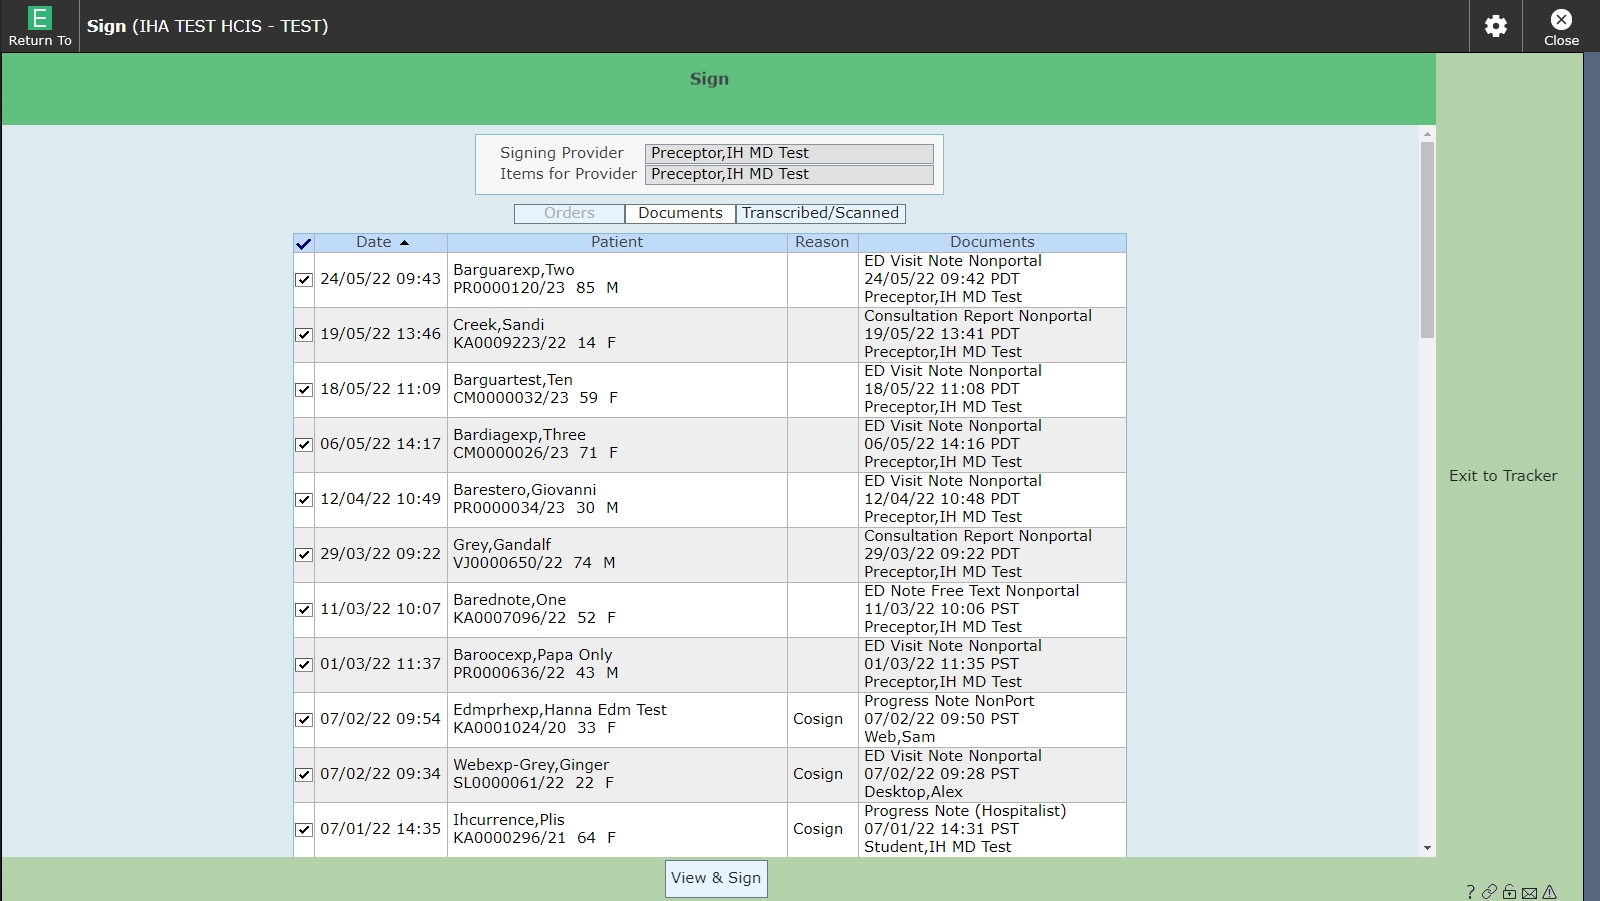 E
Return To
Sign (IHA TEST HCIS - TEST)
Close
Sign
Signing Provider Preceptor,IH MD Test
Items for Provider Preceptor,IH MD Test
Orders Documents Transcribed/Scanned
Date Patient Reason Documents
24/05/22 09:43
Barguarexp,Two
PR0000120/23 85 M
ED Visit Note Nonportal
24/05/22 09:42 PDT
Preceptor,IH MD Test
19/05/22 13:46
Creek,Sandi
KA0009223/22 14 F
Consultation Report Nonportal
19/05/22 13:41 PDT
Preceptor,IH MD Test
18/05/22 11:09
Barguartest,Ten
CM0000032/23 59 F
ED Visit Note Nonportal
18/05/22 11:08 PDT
Preceptor,IH MD Test
06/05/22 14:17
Bardiagexp,Three
CM0000026/23 71 F
ED Visit Note Nonportal
06/05/22 14:16 PDT
Preceptor,IH MD Test
12/04/22 10:49
Barestero,Giovanni
PR0000034/23 30 M
ED Visit Note Nonportal
12/04/22 10:48 PDT
Preceptor,IH MD Test
29/03/22 09:22
Grey,Gandalf
VJ0000650/22 74 M
Consultation Report Nonportal
29/03/22 09:22 PDT
Preceptor,IH MD Test
11/03/22 10:07
Barednote,One
KA0007096/22 52 F
ED Note Free Text Nonportal
11/03/22 10:06 PST
Preceptor,IH MD Test
01/03/22 11:37
Baroocexp,Papa Only
PR0000636/22 43 M
ED Visit Note Nonportal
01/03/22 11:35 PST
Preceptor,IH MD Test
07/02/22 09:54
Edmprhexp,Hanna Edm Test
KA0001024/20 33 F
Cosign
Progress Note NonPort
07/02/22 09:50 PST
Web,Sam
07/02/22 09:34
Webexp-Grey,Ginger
SL0000061/22 22 F
Cosign
ED Visit Note Nonportal
07/02/22 09:28 PST
Desktop,Alex
07/01/22 14:35
Ihcurrence,Plis
KA0000296/21 64 F
Cosign
Progress Note (Hospitalist)
07/01/22 14:31 PST
Student,IH MD Test
Exit to Tracker
View & Sign
?